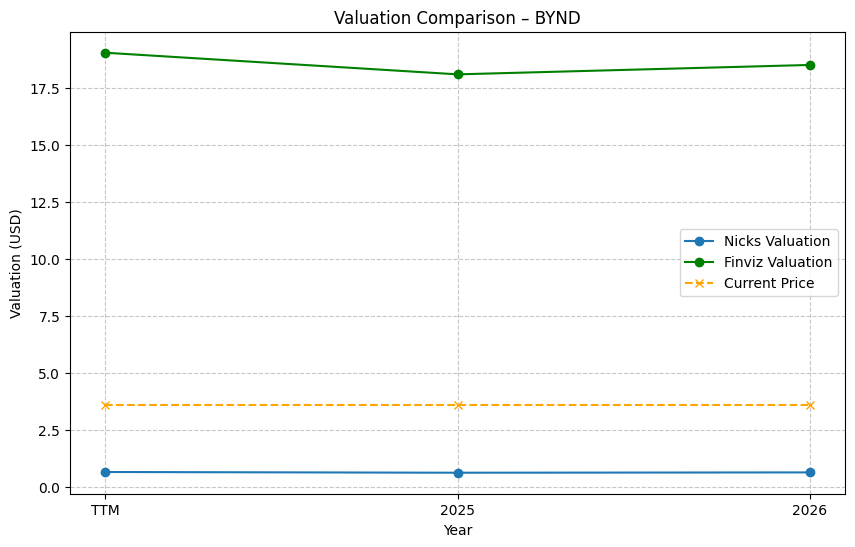 Valuation Comparison – BYND
Valuation (USD)
17.5
15.0
12.5
10.0
7.5
5.0
2.5
0.0
Nicks Valuation
Finviz Valuation
Current Price
TTM
2025
2026
Year